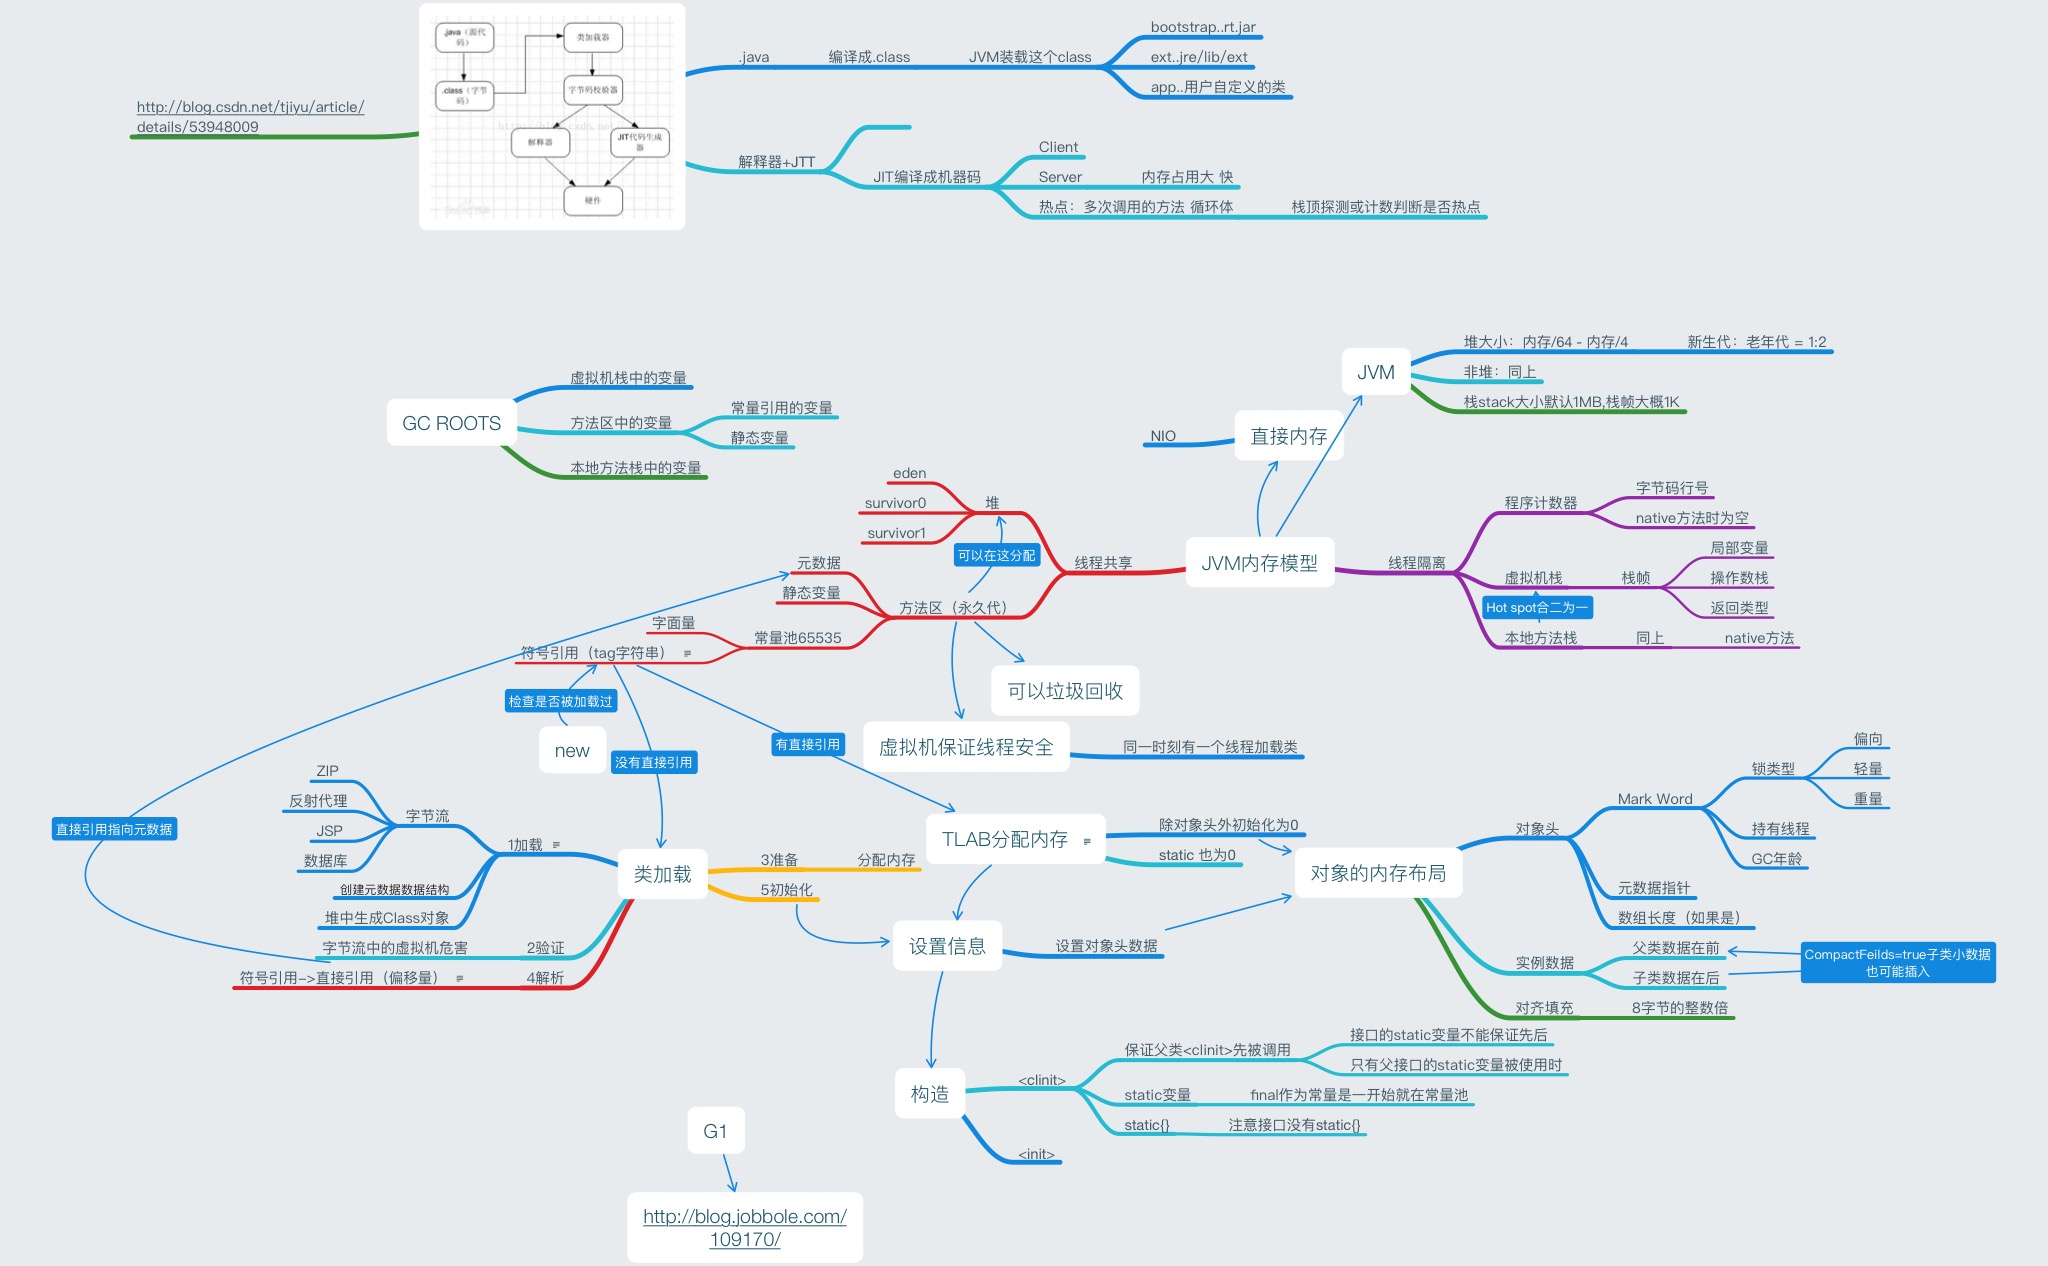 http://blog.csdn.net/tjiyu/article/
details/53948009
.java（源代
码）
.class（字节
码）
类加载器
字节码校验器
解释器
JIT代码生成
器
硬件
.java
编译成.class
JVM装载这个class
bootstrap..rt.jar
ext..jre/lib/ext
app..用户自定义的类
解释器+JTT
JIT编译成机器码
Client
Server
内存占用大 快
热点：多次调用的方法 循环体
栈顶探测或计数判断是否热点
GC ROOTS
虚拟机栈中的变量
方法区中的变量
常量引用的变量
静态变量
本地方法栈中的变量
JVM
堆大小：内存/64 - 内存/4
新生代：老年代 = 1:2
非堆：同上
栈stack大小默认1MB,栈帧大概1K
直接内存
NIO
JVM内存模型
线程共享
堆
eden
survivor0
survivor1
可以在这分配
方法区（永久代）
元数据
静态变量
常量池65535
字面量
符号引用（tag字符串）
线程隔离
程序计数器
字节码行号
native方法时为空
虚拟机栈
栈帧
局部变量
操作数栈
返回类型
Hot spot合二为一
本地方法栈
同上
native方法
可以垃圾回收
虚拟机保证线程安全
同一时刻有一个线程加载类
检查是否被加载过
new
没有直接引用
有直接引用
直接引用指向元数据
类加载
1加载
字节流
ZIP
反射代理
JSP
数据库
创建元数据数据结构
堆中生成Class对象
2验证
字节流中的虚拟机危害
4解析
符号引用->直接引用（偏移量）
3准备
分配内存
5初始化
TLAB分配内存
除对象头外初始化为0
static 也为0
设置信息
设置对象头数据
对象的内存布局
对象头
Mark Word
锁类型
偏向
轻量
重量
持有线程
GC年龄
元数据指针
数组长度（如果是）
实例数据
父类数据在前
子类数据在后
CompactFeilds=true子类小数据
也可能插入
对齐填充
8字节的整数倍
构造
<clinit>
保证父类<clinit>先被调用
接口的static变量不能保证先后
只有父接口的static变量被使用时
static变量
final作为常量是一开始就在常量池
static{}
注意接口没有static{}
<init>
G1
http://blog.jobbole.com/
109170/